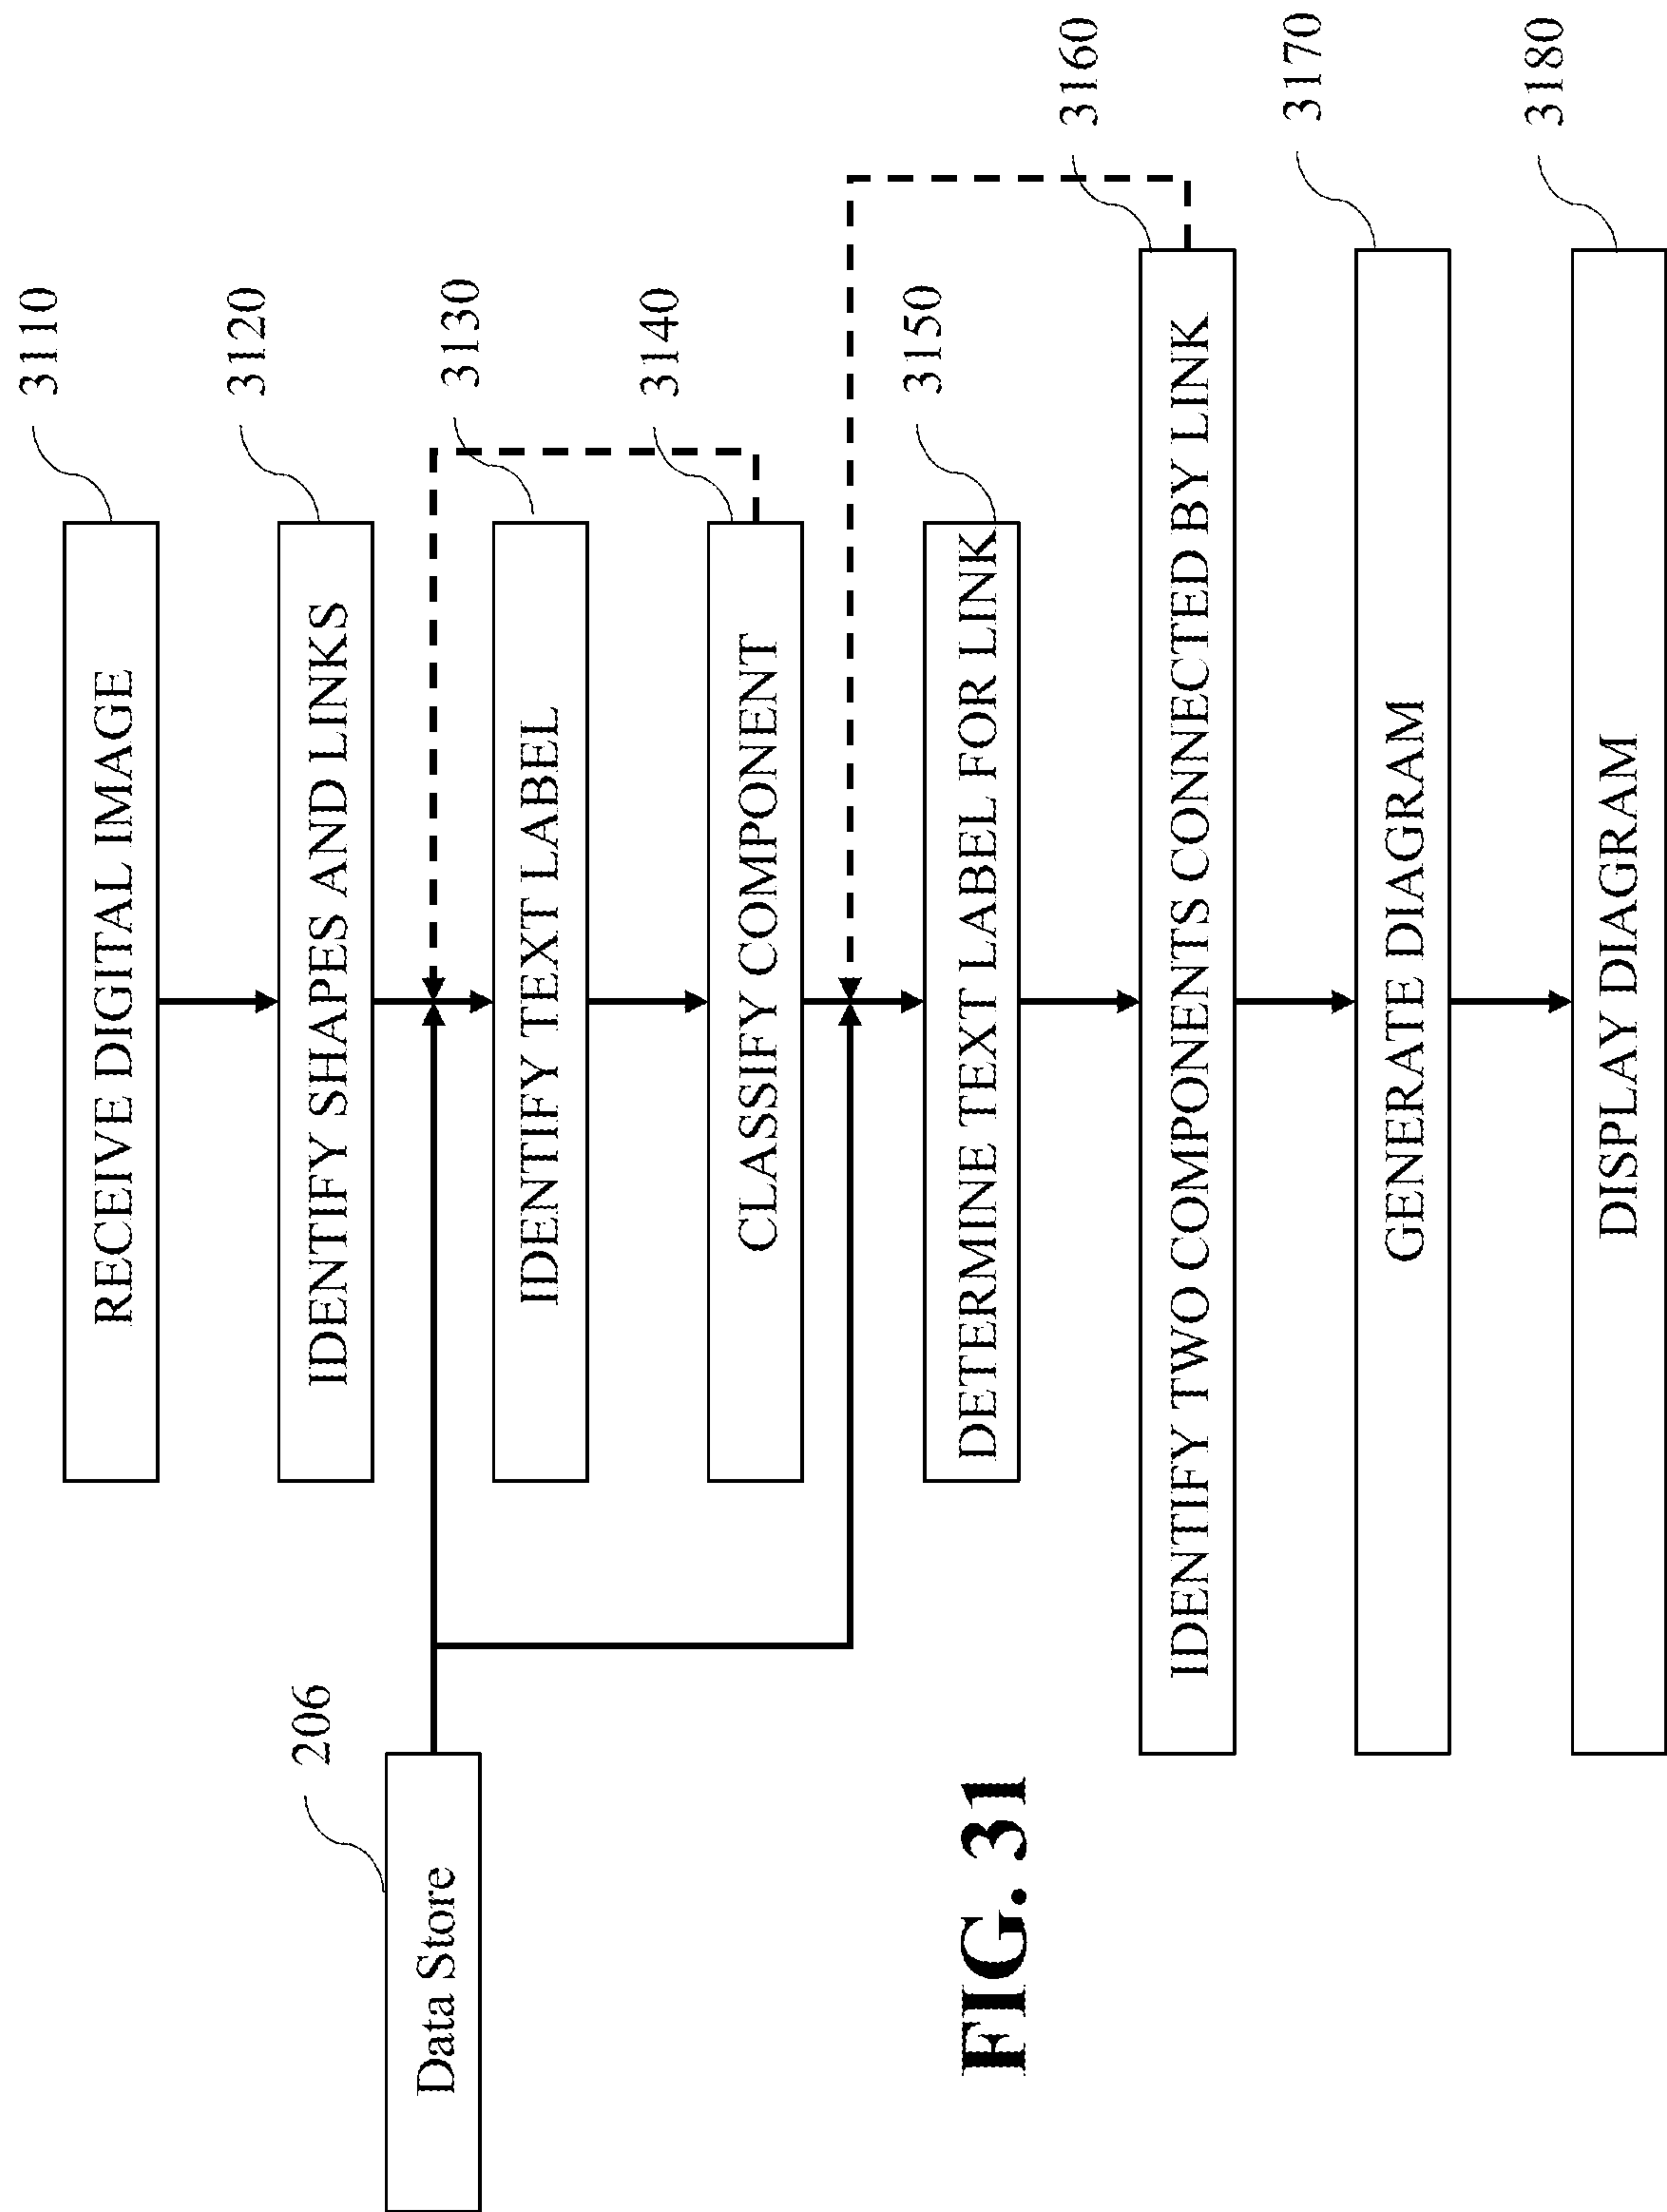 3110
RECEIVE DIGITAL IMAGE
3120
IDENTIFY SHAPES AND LINKS
206
Data Store
3130
IDENTIFY TEXT LABEL
3140
CLASSIFY COMPONENT
3150
DETERMINE TEXT LABEL FOR LINK
3160
IDENTIFY TWO COMPONENTS CONNECTED BY LINK
3170
GENERATE DIAGRAM
3180
DISPLAY DIAGRAM
FIG. 31